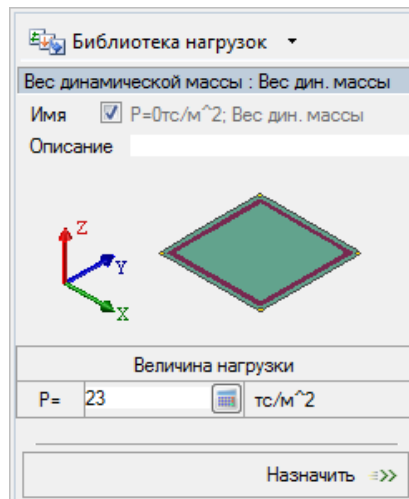 Библиотека нагрузок
Вес динамической массы : Вес дин. массы
Имя P=0тс/м^2; Вес дин. массы
Описание
Z
Y
X
Величина нагрузки
P= 23 тс/м^2
Назначить